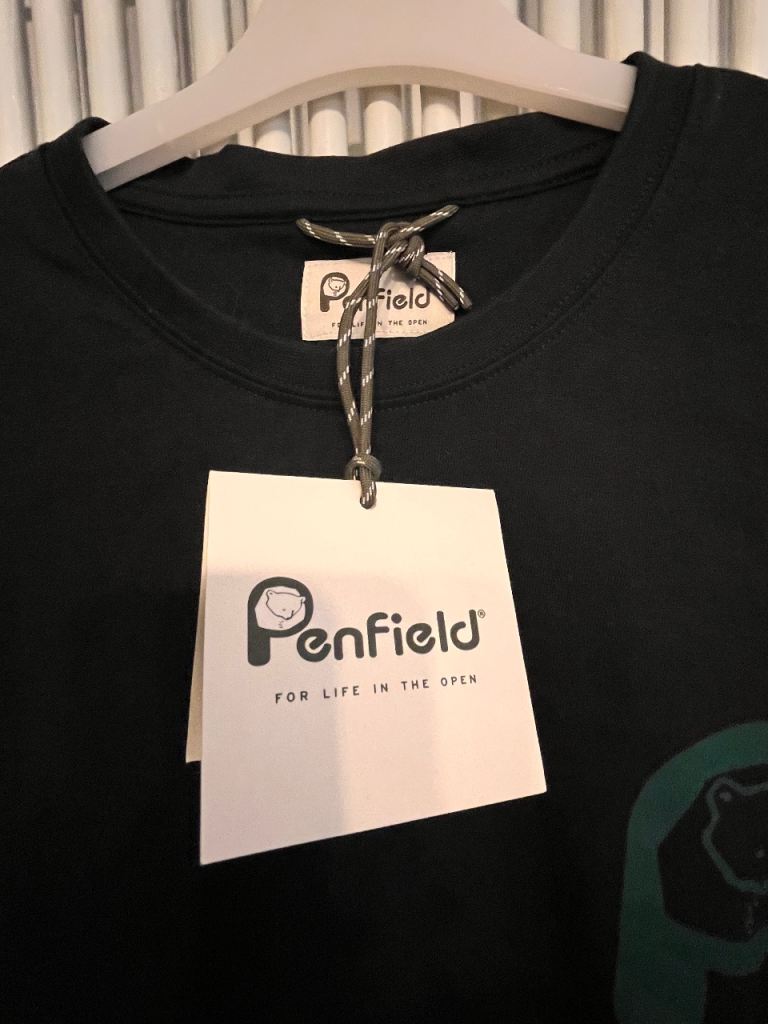 Penfield
FOR LIFE IN THE OPEN
Penfield®
FOR LIFE IN THE OPEN
P